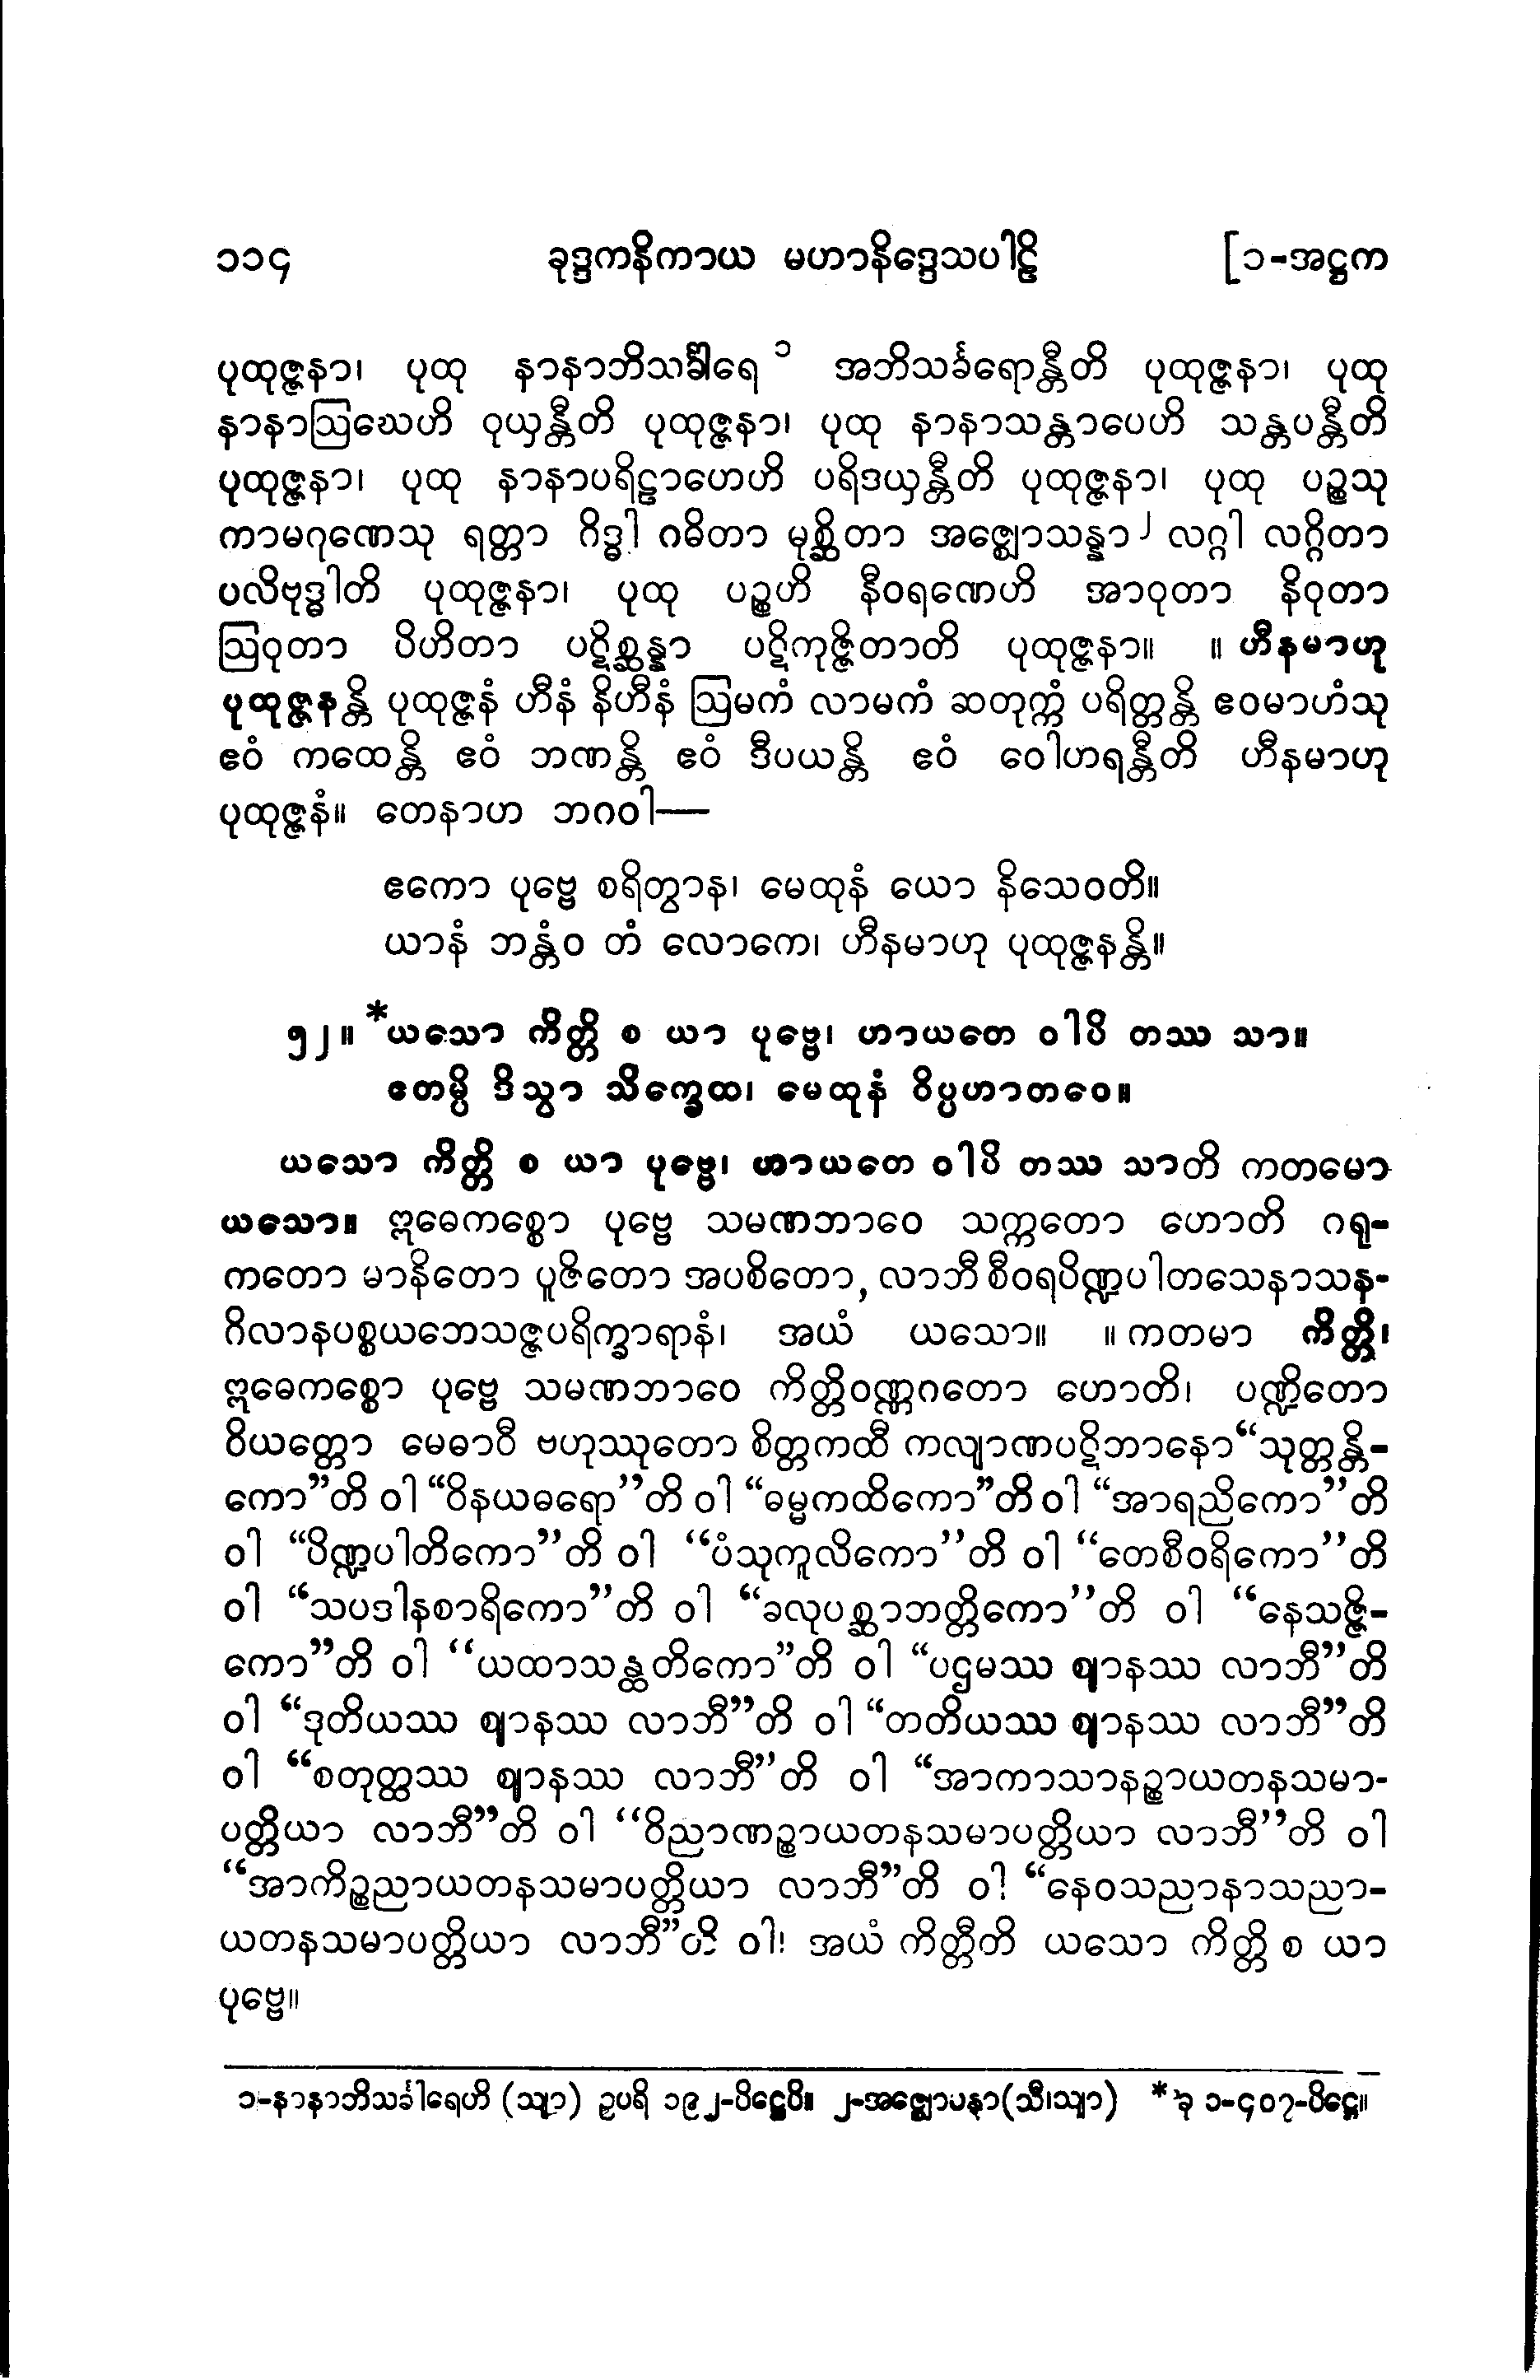 ၁၁၄ ခုဒ္ဒကနိကာယ မဟာနိဒ္ဒေသပါဠိ [၁-အဋ္ဌက
ပုထုဇ္ဇနာ၊ ပုထု နာနာဘိသင်္ခါရေ ၁ အဘိသင်္ခရောန္တီတိ ပုထုဇ္ဇနာ၊ ပုထု
နာနာဩဃေဟိ ဝုယှန္တီတိ ပုထုဇ္ဇနာ၊ ပုထု နာနာသန္တာပေဟိ သန္တပန္တီတိ
ပုထုဇ္ဇနာ၊ ပုထု နာနာပရိဠာဟေဟိ ပရိဒယှန္တီတိ ပုထုဇ္ဇနာ၊ ပုထု ပဉ္စသု
ကာမဂုဏေသု ရတ္တာ ဂိဒ္ဓါ ဂဓိတာ မုစ္ဆိတာ အဇ္ဈောသန္နာ ၂ လဂ္ဂါ လဂ္ဂိတာ
ပလိဗုဒ္ဓါတိ ပုထုဇ္ဇနာ၊ ပုထု ပဉ္စဟိ နီဝရဏေဟိ အာဝုတာ နိဝုတာ
ဩဝုတာ ပိဟိတာ ပဋိစ္ဆန္နာ ပဋိကုဇ္ဇိတာတိ ပုထုဇ္ဇနာ။ ။ ဟီနမာဟု
ပုထုဇ္ဇနန္တိ ပုထုဇ္ဇနံ ဟီနံ နိဟီနံ ဩမကံ လာမကံ ဆတုက္ကံ ပရိတ္တန္တိ ဧဝမာဟံသု
ဧဝံ ကထေန္တိ ဧဝံ ဘဏန္တိ ဧဝံ ဒီပယန္တိ ဧဝံ ဝေါဟရန္တီတိ ဟီနမာဟု
ပုထုဇ္ဇနံ။ တေနာဟ ဘဂဝါ—
ဧကော ပုဗ္ဗေ စရိတွာန၊ မေထုနံ ယော နိသေဝတိ။
ယာနံ ဘန္တံဝ တံ လောကေ၊ ဟီနမာဟု ပုထုဇ္ဇနန္တိ။
၅၂။ *ယသော ကိတ္တိ စ ယာ ပုဗ္ဗေ၊ ဟာယတေ ဝါပိ တဿ သာ။
ဧတမ္ပိ ဒိသွာ သိက္ခေထ၊ မေထုနံ ဝိပ္ပဟာတဝေ။
ယသော ကိတ္တိ စ ယာ ပုဗ္ဗေ၊ ဟာယတေ ဝါပိ တဿ သာတိ ကတမော
ယသော။ ဣဓေကစ္စော ပုဗ္ဗေ သမဏဘာဝေ သက္ကတော ဟောတိ ဂရု-
ကတော မာနိတော ပူဇိတော အပစိတော, လာဘီ စီဝရပိဏ္ဍပါတသေနာသန-
ဂိလာနပစ္စယဘေသဇ္ဇပရိက္ခာရာနံ၊ အယံ ယသော။ ။ ကတမာ ကိတ္တိ၊
ဣဓေကစ္စော ပုဗ္ဗေ သမဏဘာဝေ ကိတ္တိဝဏ္ဏဂတော ဟောတိ၊ ပဏ္ဍိတော
ဝိယတ္တော မေဓာဝီ ဗဟုဿုတော စိတ္တကထီ ကလျာဏပဋိဘာနော “သုတ္တန္တိ-
ကော”တိ ဝါ “ဝိနယဓရော”တိ ဝါ “ဓမ္မကထိကော”တိ ဝါ “အာရညိကော”တိ
ဝါ “ပိဏ္ဍပါတိကော”တိ ဝါ “ပံသုကူလိကော”တိ ဝါ “တေစီဝရိကော”တိ
ဝါ “သပဒါနစာရိကော”တိ ဝါ “ခလုပစ္ဆာဘတ္တိကော”တိ ဝါ “နေသဇ္ဇိ-
ကော”တိ ဝါ “ယထာသန္ထတိကော”တိ ဝါ “ပဌမဿ ဈာနဿ လာဘီ”တိ
ဝါ “ဒုတိယဿ ဈာနဿ လာဘီ”တိ ဝါ “တတိယဿ ဈာနဿ လာဘီ”တိ
ဝါ “စတုတ္ထဿ ဈာနဿ လာဘီ”တိ ဝါ “အာကာသာနဉ္စာယတနသမာ-
ပတ္တိယာ လာဘီ”တိ ဝါ “ဝိညာဏဉ္စာယတနသမာပတ္တိယာ လာဘီ”တိ ဝါ
“အာကိဉ္စညာယတနသမာပတ္တိယာ လာဘီ”တိ ဝါ “နေဝသညာနာသညာ-
ယတနသမာပတ္တိယာ လာဘီ”တိ ဝါ၊ အယံ ကိတ္တီတိ ယသော ကိတ္တိ စ ယာ
ပုဗ္ဗေ။
၁-နာနာဘိသင်္ခါရေဟိ (သျာ) ဥပရိ ၁၉၂-ပိဋ္ဌေပိ။ ၂-အဇ္ဈောပန္နာ (သီ၊သျာ) * ခု ၁-၄၀၇-ပိဋ္ဌေ။